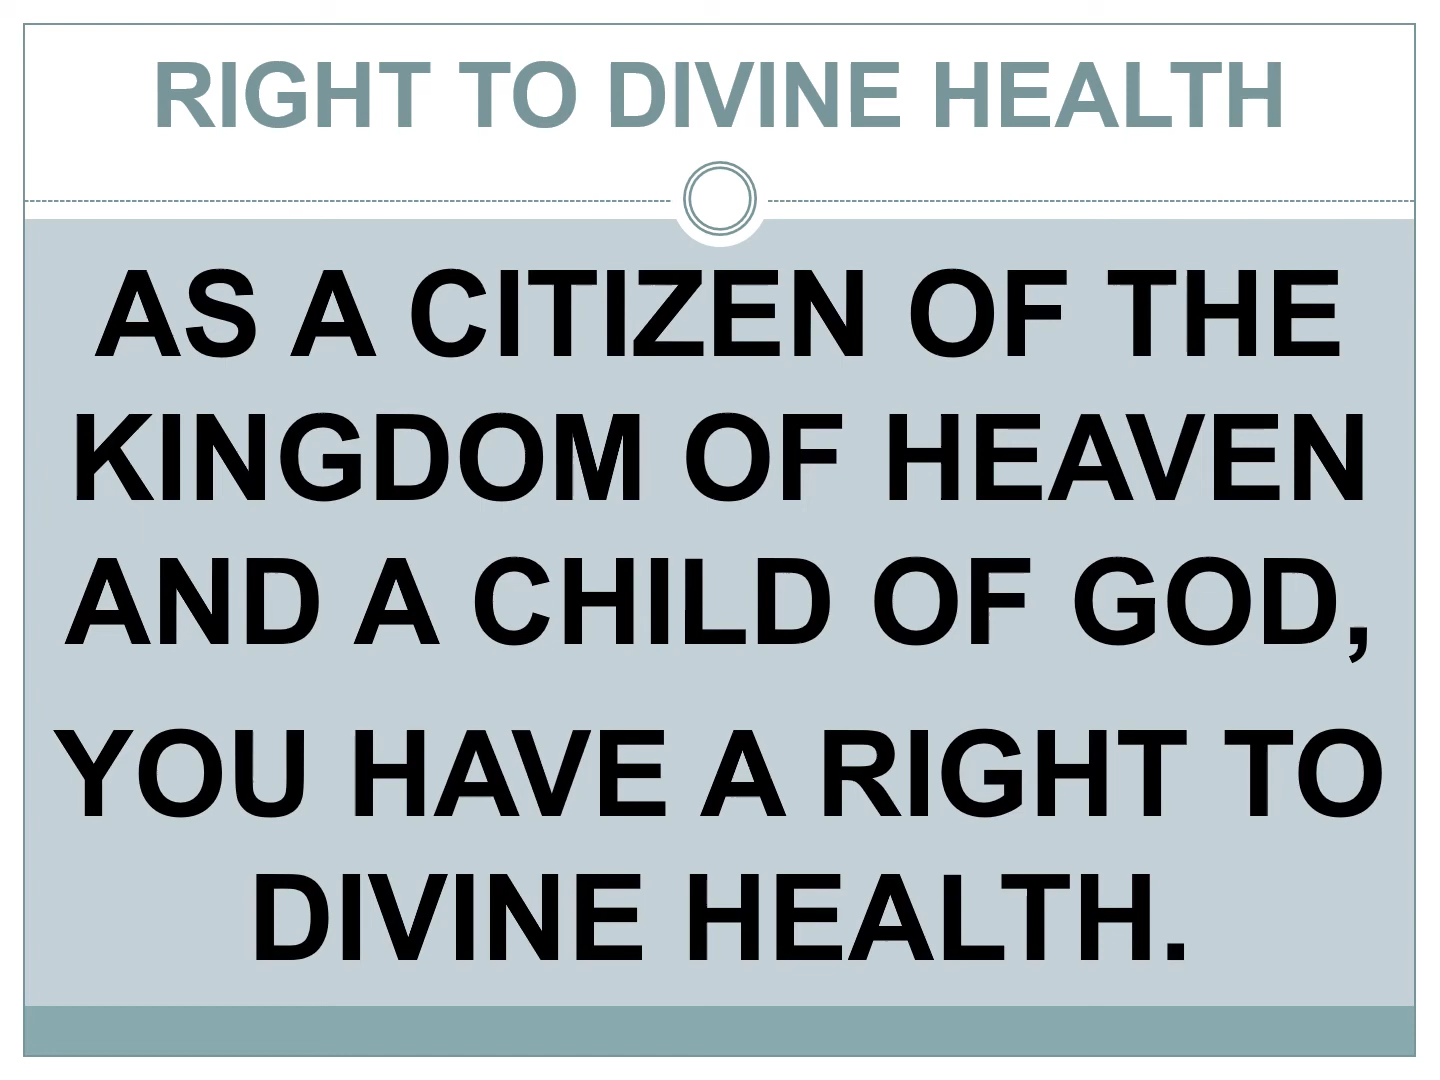 RIGHT TO DIVINE HEALTH
AS A CITIZEN OF THE
KINGDOM OF HEAVEN
AND A CHILD OF GOD,
YOU HAVE A RIGHT TO
DIVINE HEALTH.